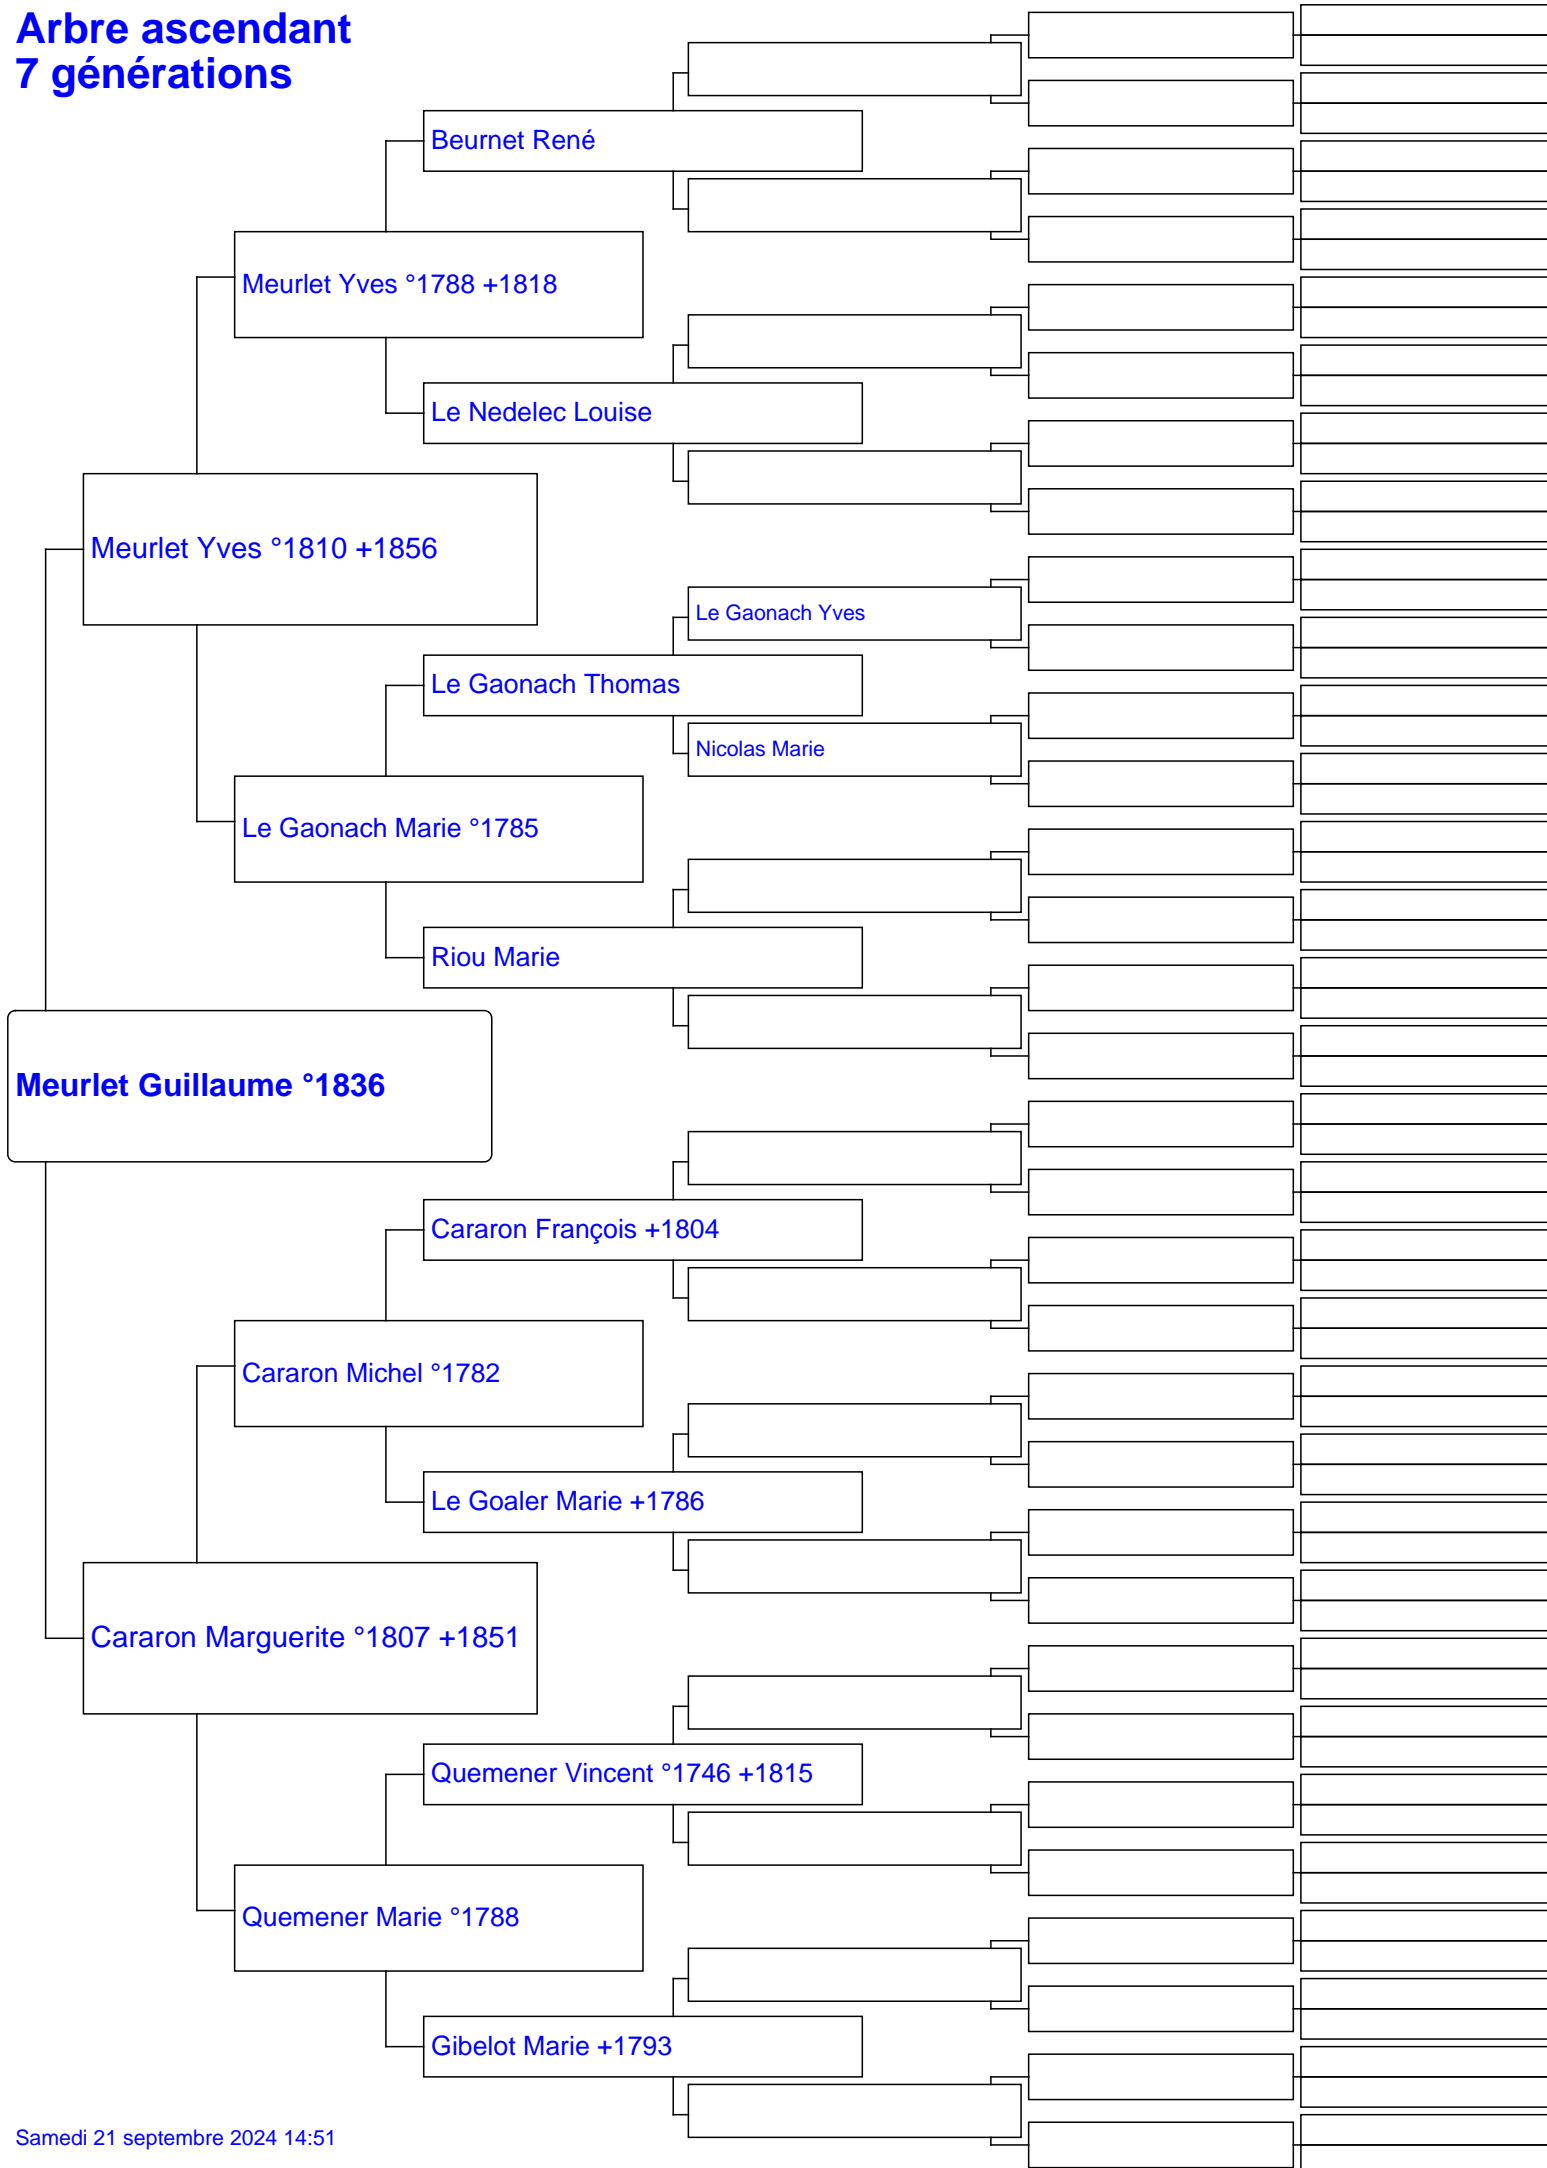 Arbre ascendant
7 générations
Beurnet René
Meurlet Yves °1788 +1818
Le Nedelec Louise
Meurlet Yves °1810 +1856
Le Gaonach Yves
Le Gaonach Thomas
Nicolas Marie
Le Gaonach Marie °1785
Riou Marie
Meurlet Guillaume °1836
Cararon François +1804
Cararon Michel °1782
Le Goaler Marie +1786
Cararon Marguerite °1807 +1851
Quemener Vincent °1746 +1815
Quemener Marie °1788
Gibelot Marie +1793
Samedi 21 septembre 2024 14:51